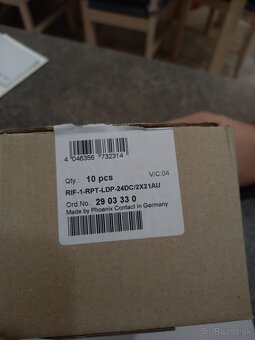 4 046356 732314
Qty.: 10 pcs V/C:04
RIF-1-RPT-LDP-24DC/2X21AU
Ord.No.: 29 03 33 0
Made by Phoenix Contact in Germany
Bazos.sk